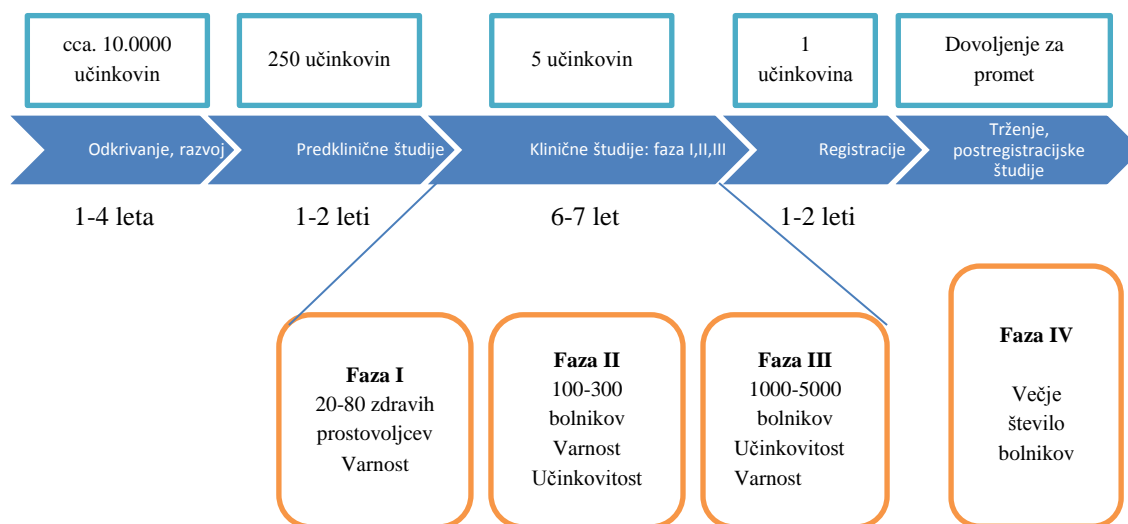 cca. 10.0000
učinkovin
250 učinkovin
5 učinkovin
1
učinkovina
Dovoljenje za
promet
Odkrivanje, razvoj
Predklinične študije
Klinične študije: faza I,II,III
Registracije
Trženje,
postregistracijske
študije
1-4 leta
1-2 leti
6-7 let
1-2 leti
Faza I
20-80 zdravih
prostovoljcev
Varnost
Faza II
100-300
bolnikov
Varnost
Učinkovitost
Faza III
1000-5000
bolnikov
Učinkovitost
Varnost
Faza IV
Večje
število
bolnikov